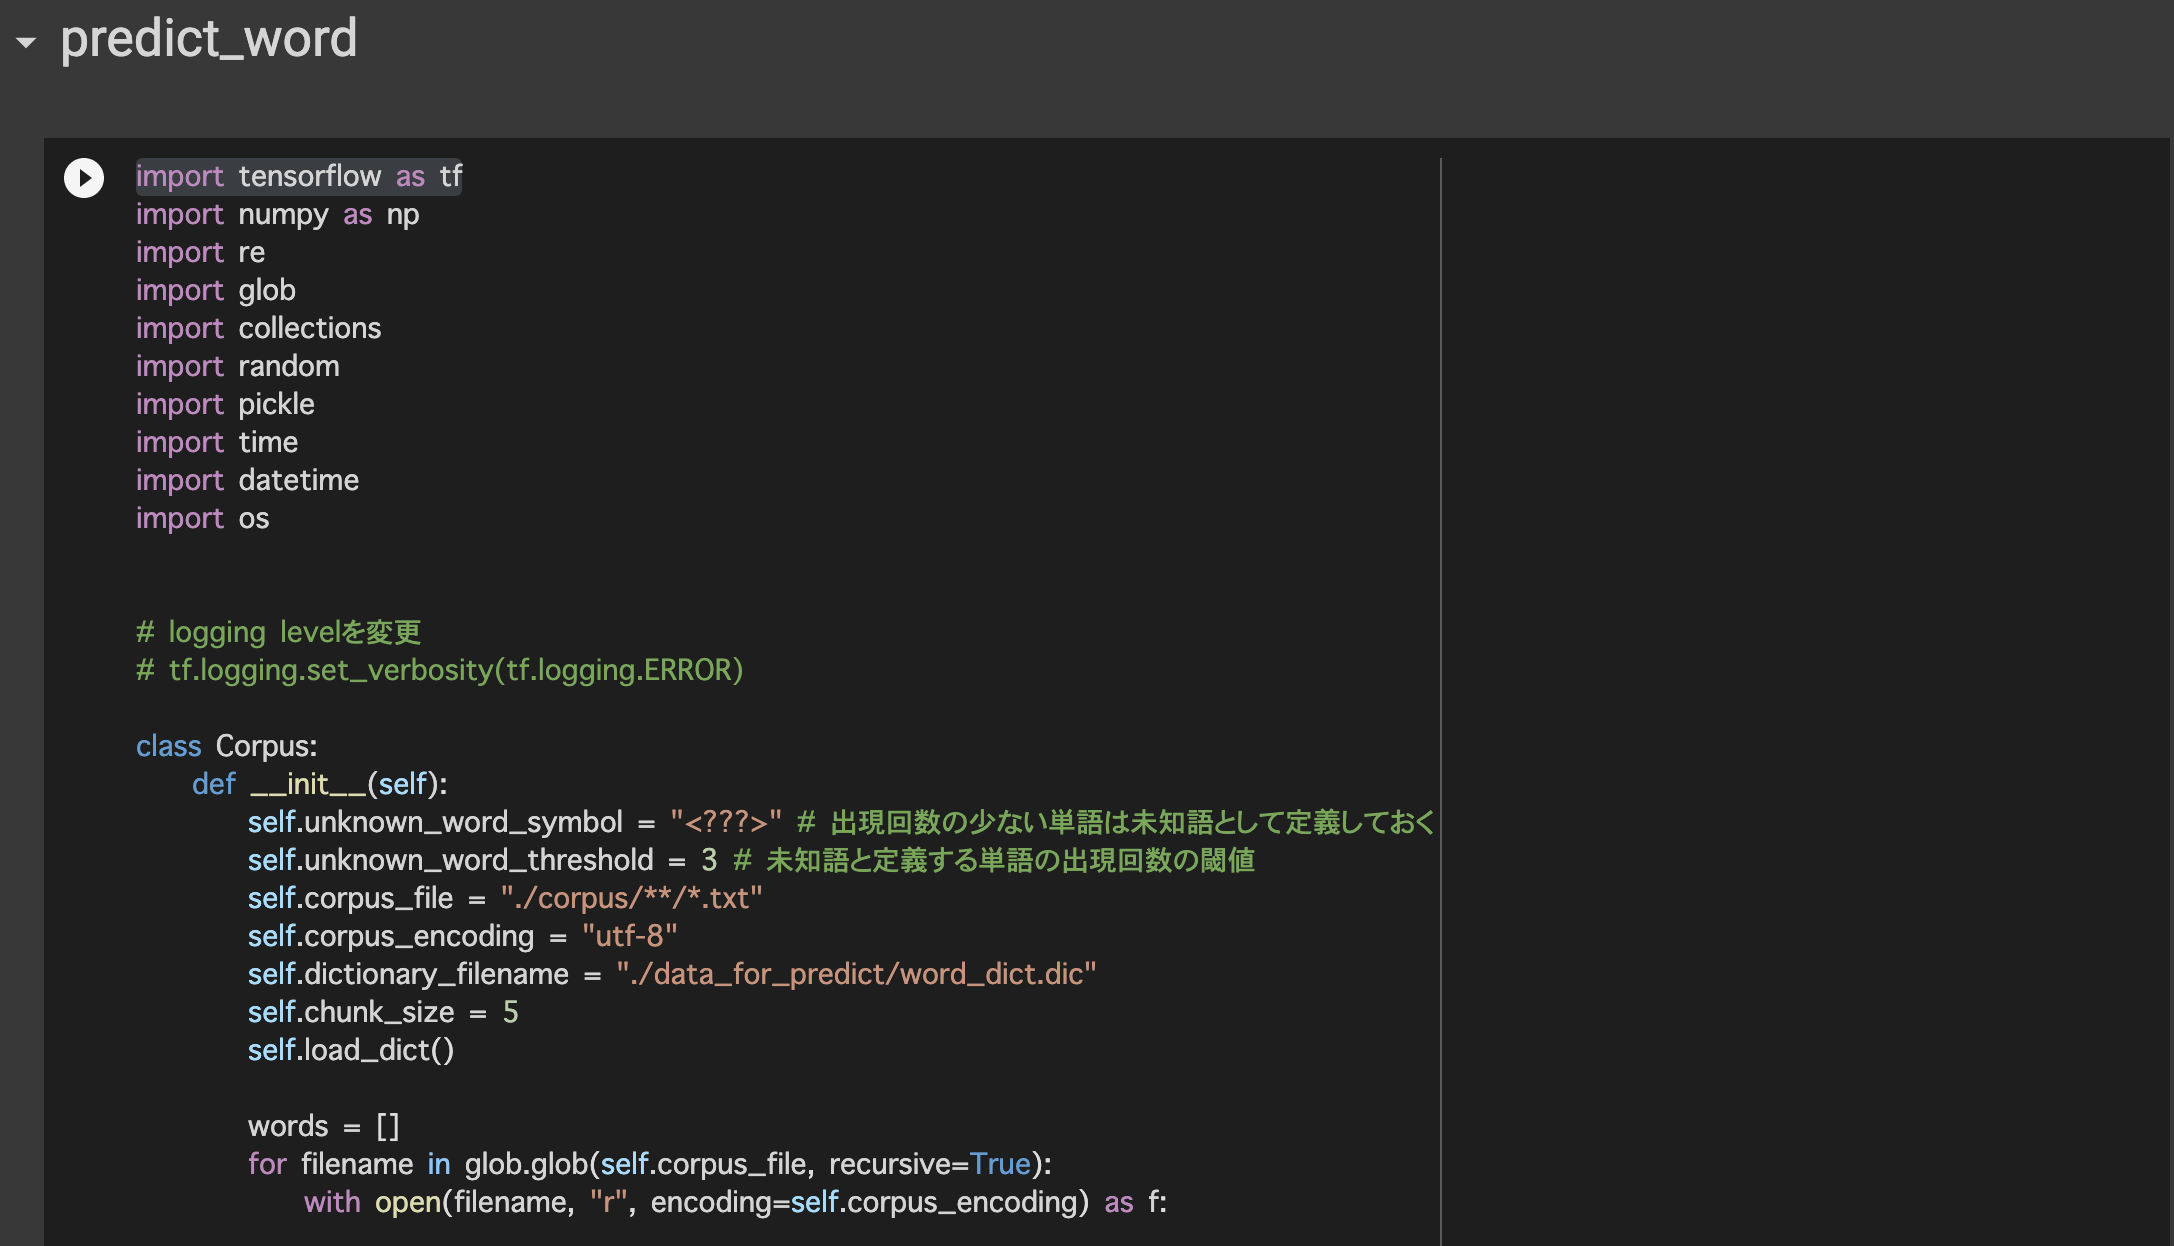 predict_word
import tensorflow as tf
import numpy as np
import re
import glob
import collections
import random
import pickle
import time
import datetime
import os
# logging levelを変更
# tf.logging.set_verbosity(tf.logging.ERROR)
class Corpus:
    def __init__(self):
        self.unknown_word_symbol = "<???>" # 出現回数の少ない単語は未知語として定義しておく
        self.unknown_word_threshold = 3 # 未知語と定義する単語の出現回数の閾値
        self.corpus_file = "./corpus/**/*.txt"
        self.corpus_encoding = "utf-8"
        self.dictionary_filename = "./data_for_predict/word_dict.dic"
        self.chunk_size = 5
        self.load_dict()
        words = []
        for filename in glob.glob(self.corpus_file, recursive=True):
            with open(filename, "r", encoding=self.corpus_encoding) as f: